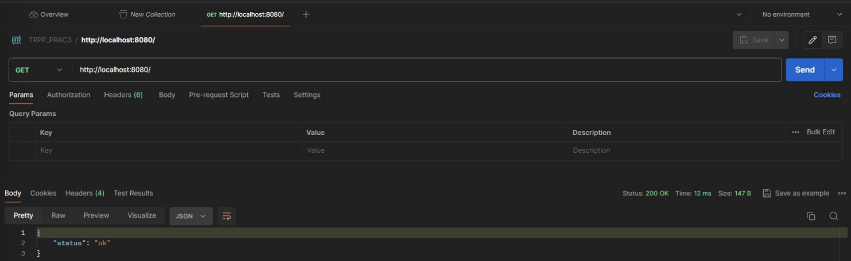 Overview New Collection GET http://localhost:8080/ + No environment
HTTP TRPP_PRAC3 / http://localhost:8080/ Save
GET http://localhost:8080/ Send
Params Authorization Headers (6) Body Pre-request Script Tests Settings Cookies
Query Params
Key Value Description ••• Bulk Edit
Key Value Description
Body Cookies Headers (4) Test Results Status: 200 OK Time: 12 ms Size: 147 B Save as example •••
Pretty Raw Preview Visualize JSON
1 {
2 "status": "ok"
3 }